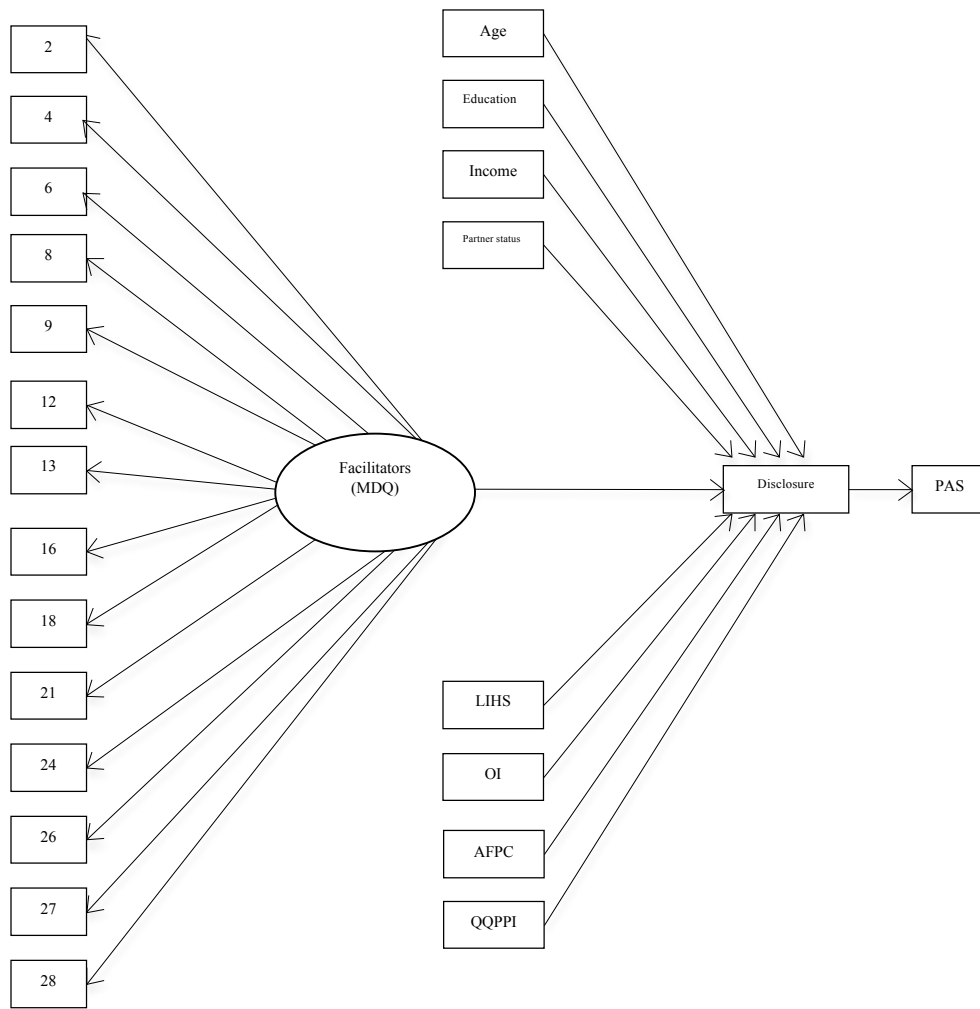 2
4
6
8
9
12
13
16
18
21
24
26
27
28
Facilitators
(MDQ)
Age
Education
Income
Partner status
Disclosure
PAS
LIHS
OI
AFPC
QQPPI